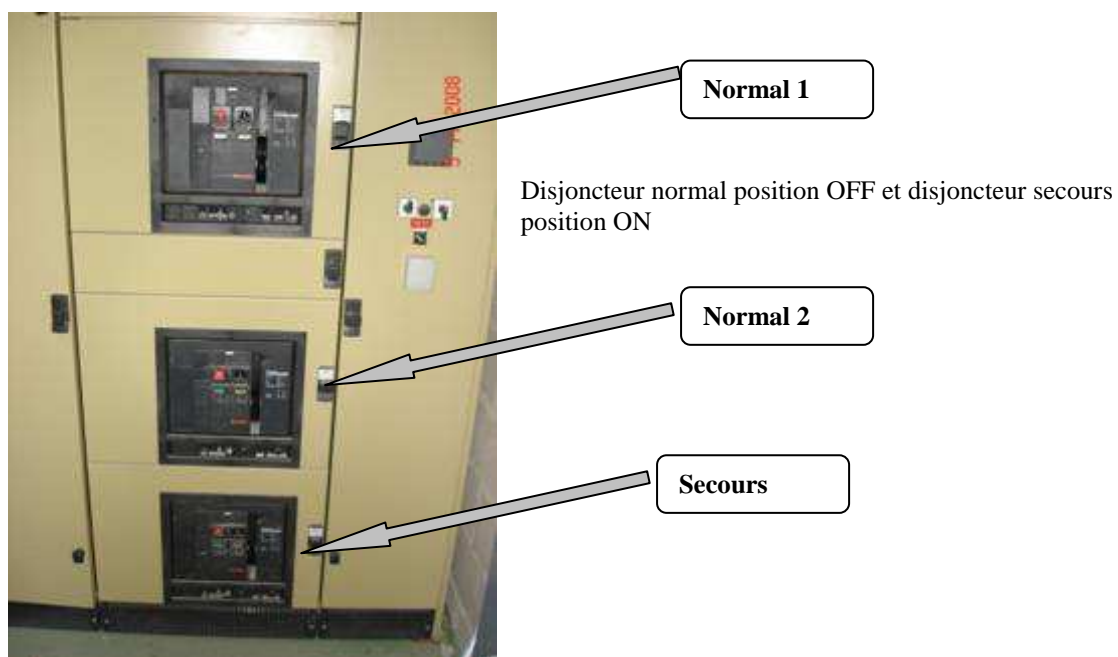 Normal 1
2008
Disjoncteur normal position OFF et disjoncteur secours
position ON
Normal 2
Secours